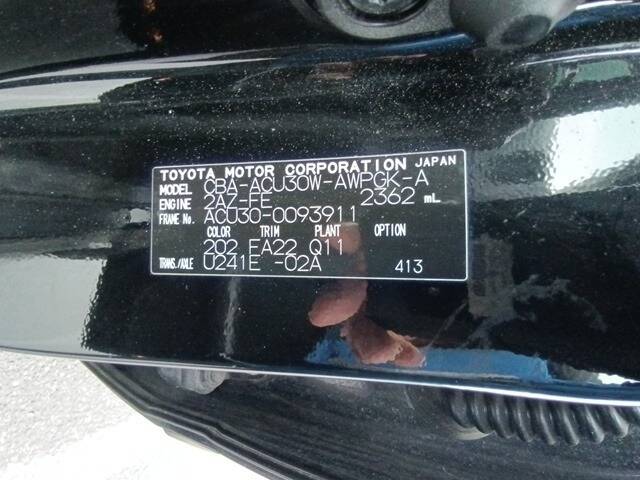 TOYOTA MOTOR CORPORATION JAPAN
MODEL CBA-ACU30W-AWPGK-A
ENGINE 2AZ-FE 2362 mL
FRAME No. ACU30-0093911
COLOR TRIM PLANT OPTION
202 FA22 Q11
TRANS./AXLE U241E -02A 413